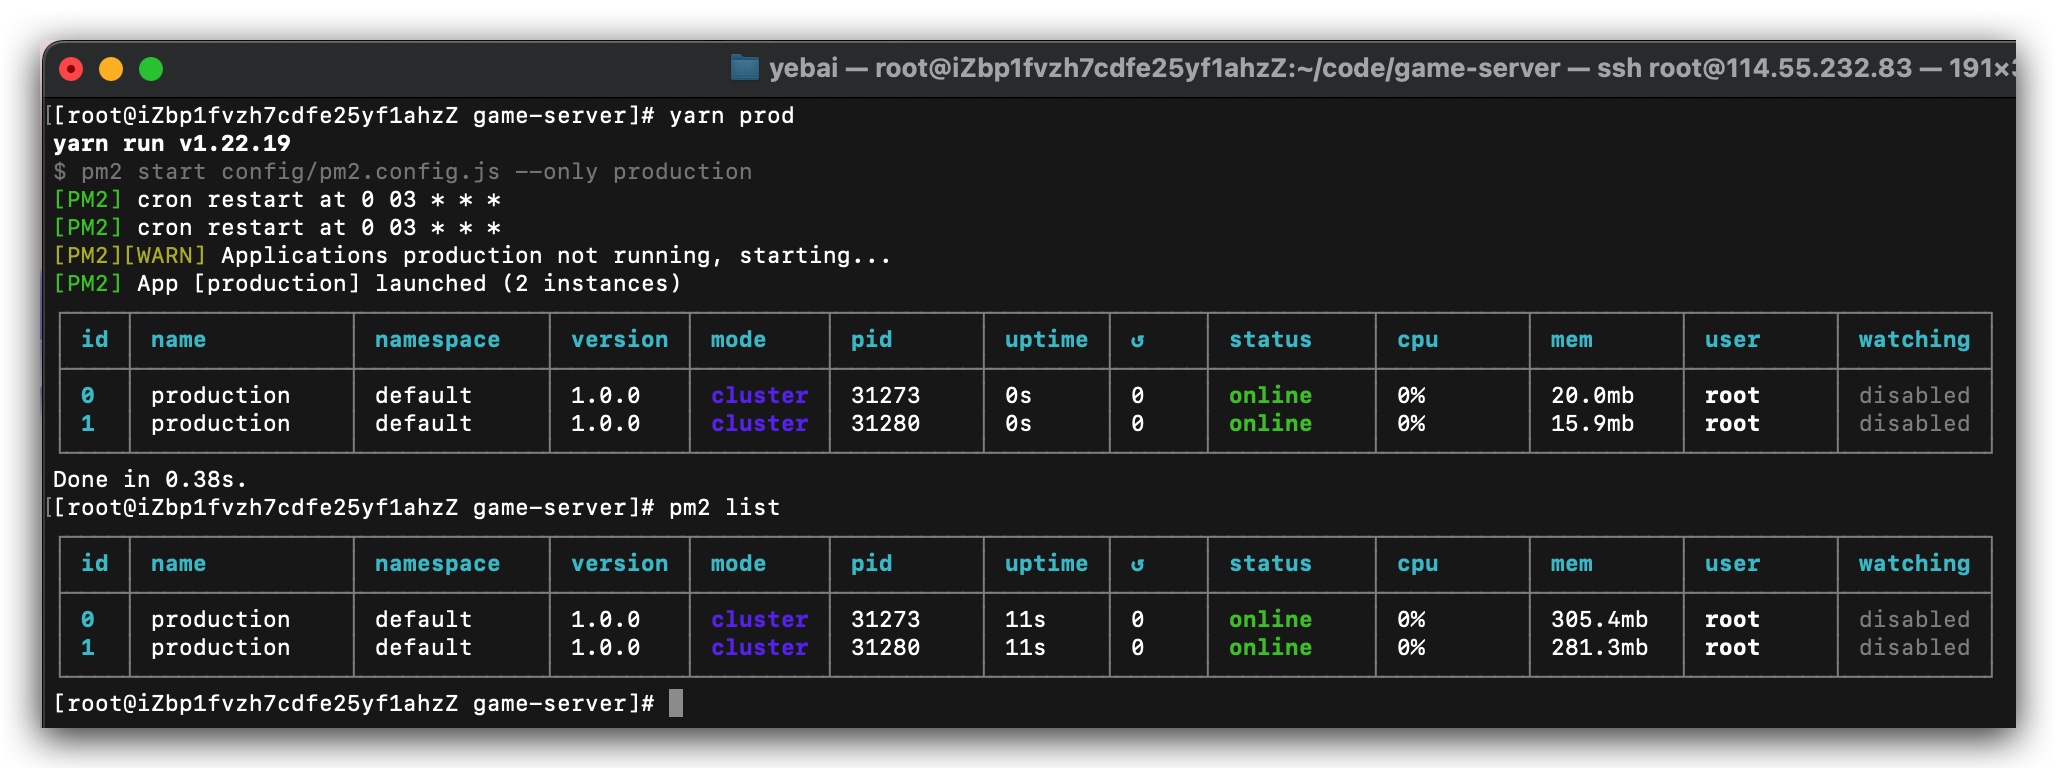 yebai — root@iZbp1fvzh7cdfe25yf1ahzZ:~/code/game-server — ssh root@114.55.232.83 — 191×
[[root@iZbp1fvzh7cdfe25yf1ahzZ game-server]# yarn prod
yarn run v1.22.19
$ pm2 start config/pm2.config.js --only production
[PM2] cron restart at 0 03 * * *
[PM2] cron restart at 0 03 * * *
[PM2][WARN] Applications production not running, starting...
[PM2] App [production] launched (2 instances)
id name namespace version mode pid uptime ↺ status cpu mem user watching
0 production default 1.0.0 cluster 31273 0s 0 online 0% 20.0mb root disabled
1 production default 1.0.0 cluster 31280 0s 0 online 0% 15.9mb root disabled
Done in 0.38s.
[[root@iZbp1fvzh7cdfe25yf1ahzZ game-server]# pm2 list
id name namespace version mode pid uptime ↺ status cpu mem user watching
0 production default 1.0.0 cluster 31273 11s 0 online 0% 305.4mb root disabled
1 production default 1.0.0 cluster 31280 11s 0 online 0% 281.3mb root disabled
[root@iZbp1fvzh7cdfe25yf1ahzZ game-server]#